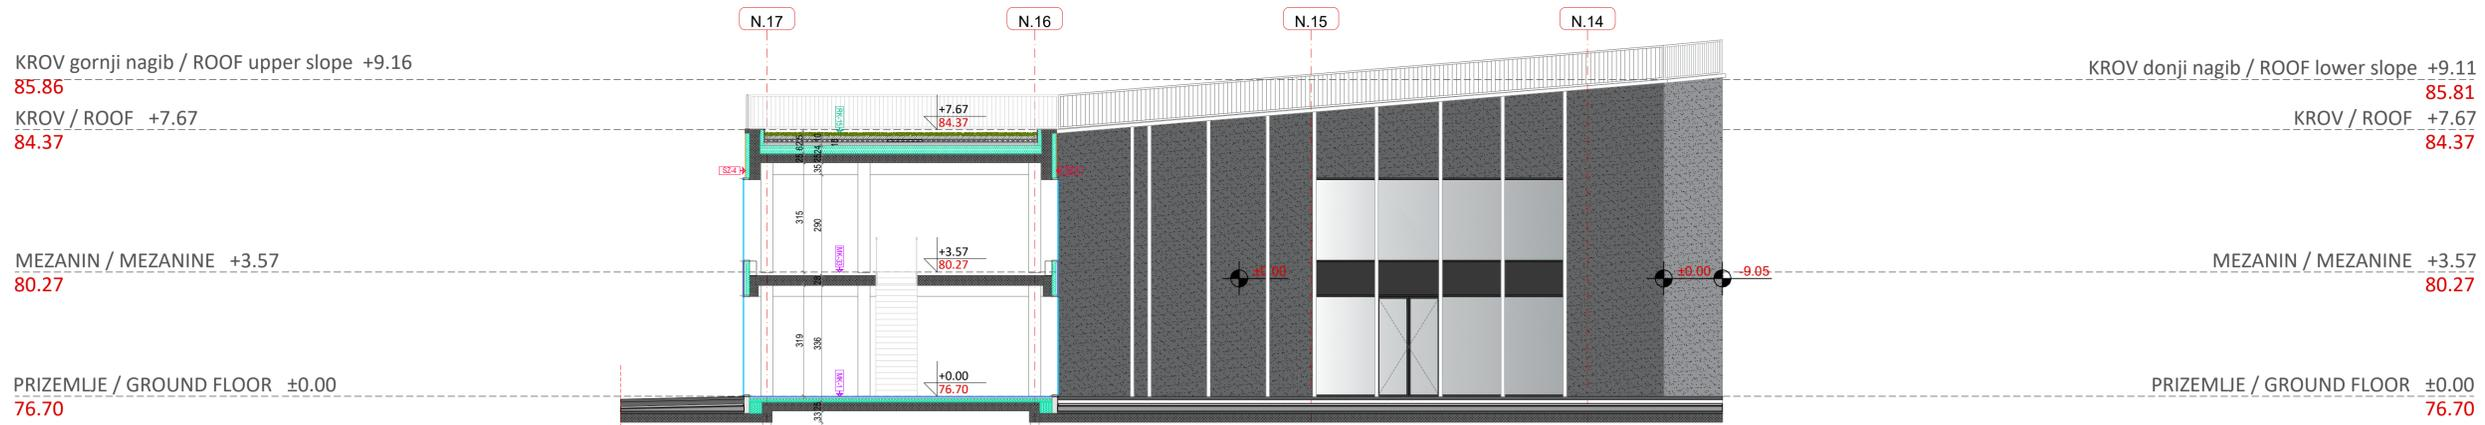 N.17 N.16 N.15 N.14
KROV gornji nagib / ROOF upper slope +9.16
85.86
KROV donji nagib / ROOF lower slope +9.11
85.81
KROV / ROOF +7.67
84.37
+7.67
84.37
KROV / ROOF +7.67
84.37
SZ-4
315
290
MEZANIN / MEZANINE +3.57
80.27
+3.57
80.27
±0.00
±0.00
-9.05
MEZANIN / MEZANINE +3.57
80.27
319
336
PRIZEMLJE / GROUND FLOOR ±0.00
76.70
+0.00
76.70
PRIZEMLJE / GROUND FLOOR ±0.00
76.70